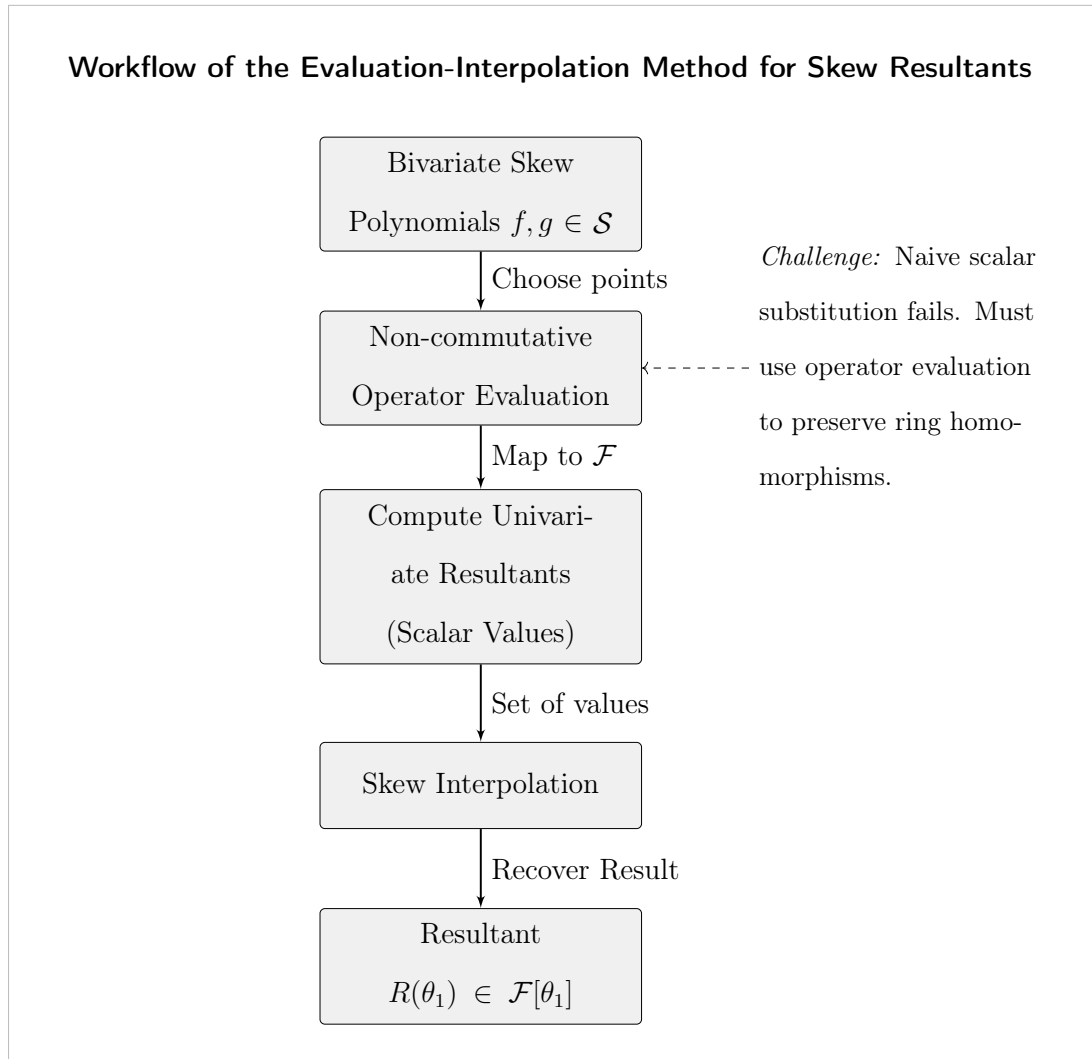 Workflow of the Evaluation-Interpolation Method for Skew Resultants
Bivariate Skew
Polynomials f, g ∈ 𝒮
Choose points
Non-commutative
Operator Evaluation
Challenge: Naive scalar
substitution fails. Must
use operator evaluation
to preserve ring homo-
morphisms.
Map to ℱ
Compute Univari-
ate Resultants
(Scalar Values)
Set of values
Skew Interpolation
Recover Result
Resultant
R(θ₁) ∈ ℱ[θ₁]